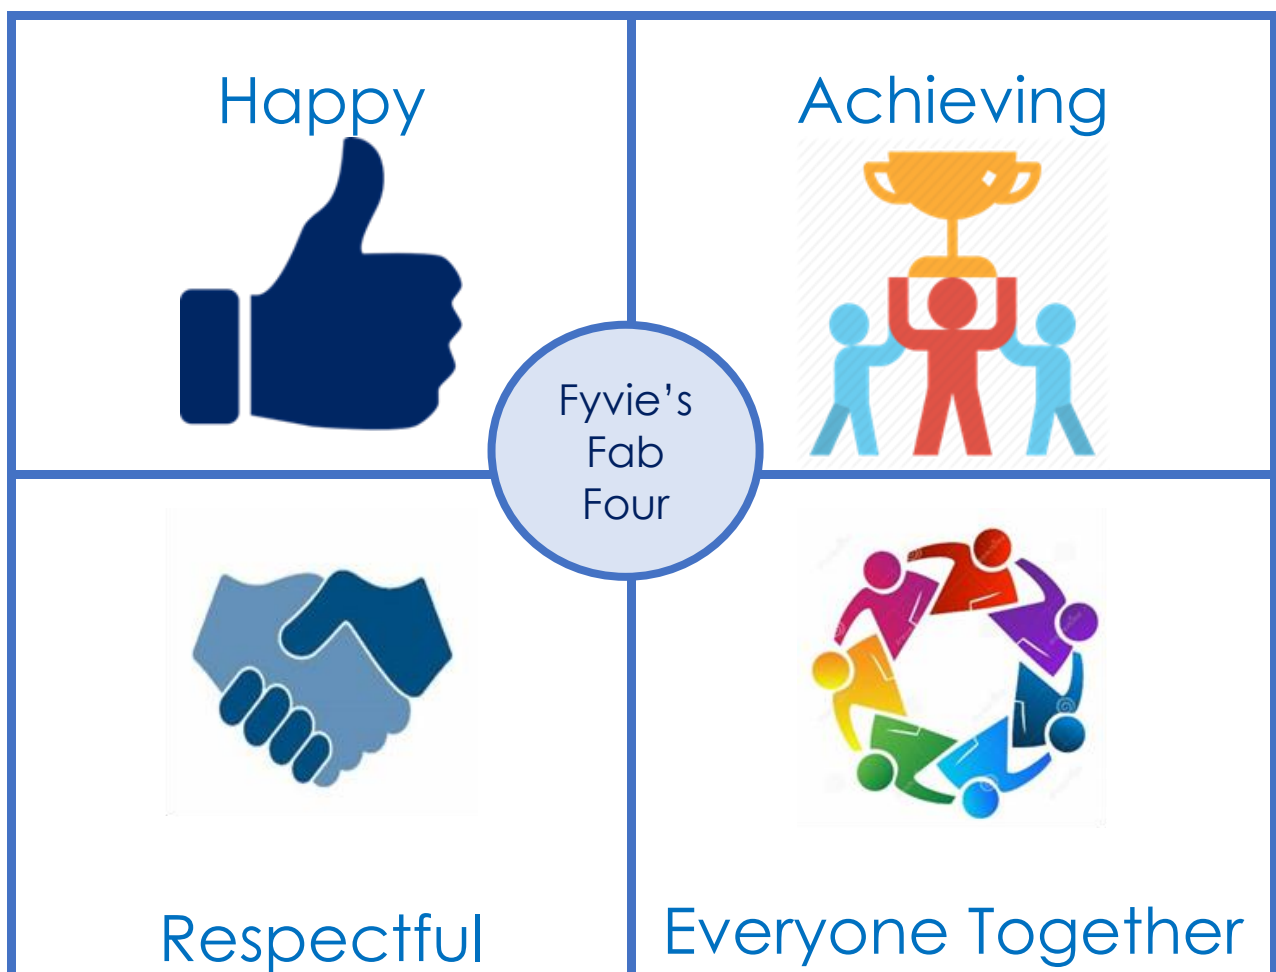 Happy
Achieving
Fyvie’s
Fab
Four
Respectful
Everyone Together